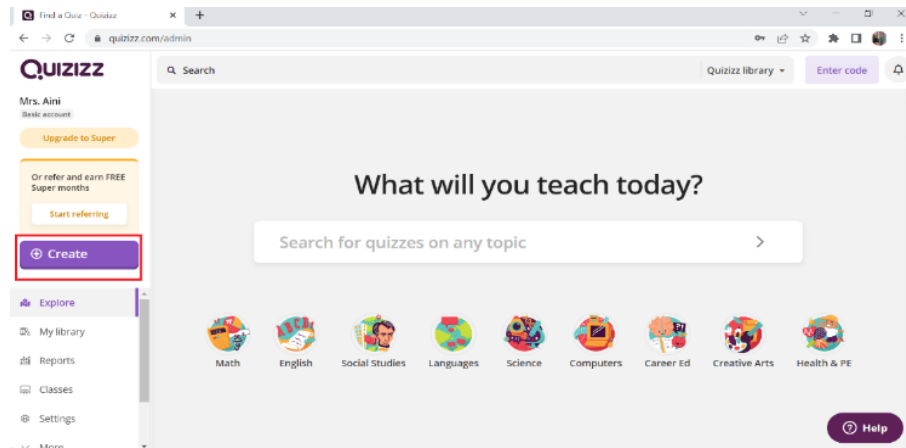 Find a Quiz - Quizizz
quizizz.com/admin
QUIZIZZ
Search
Quizizz library
Enter code
Mrs. Aini
Basic account
Upgrade to Super
Or refer and earn FREE
Super months
Start referring
Create
Explore
My library
Reports
Classes
Settings
More
What will you teach today?
Search for quizzes on any topic
Math
English
Social Studies
Languages
Science
Computers
Career Ed
Creative Arts
Health & PE
Help